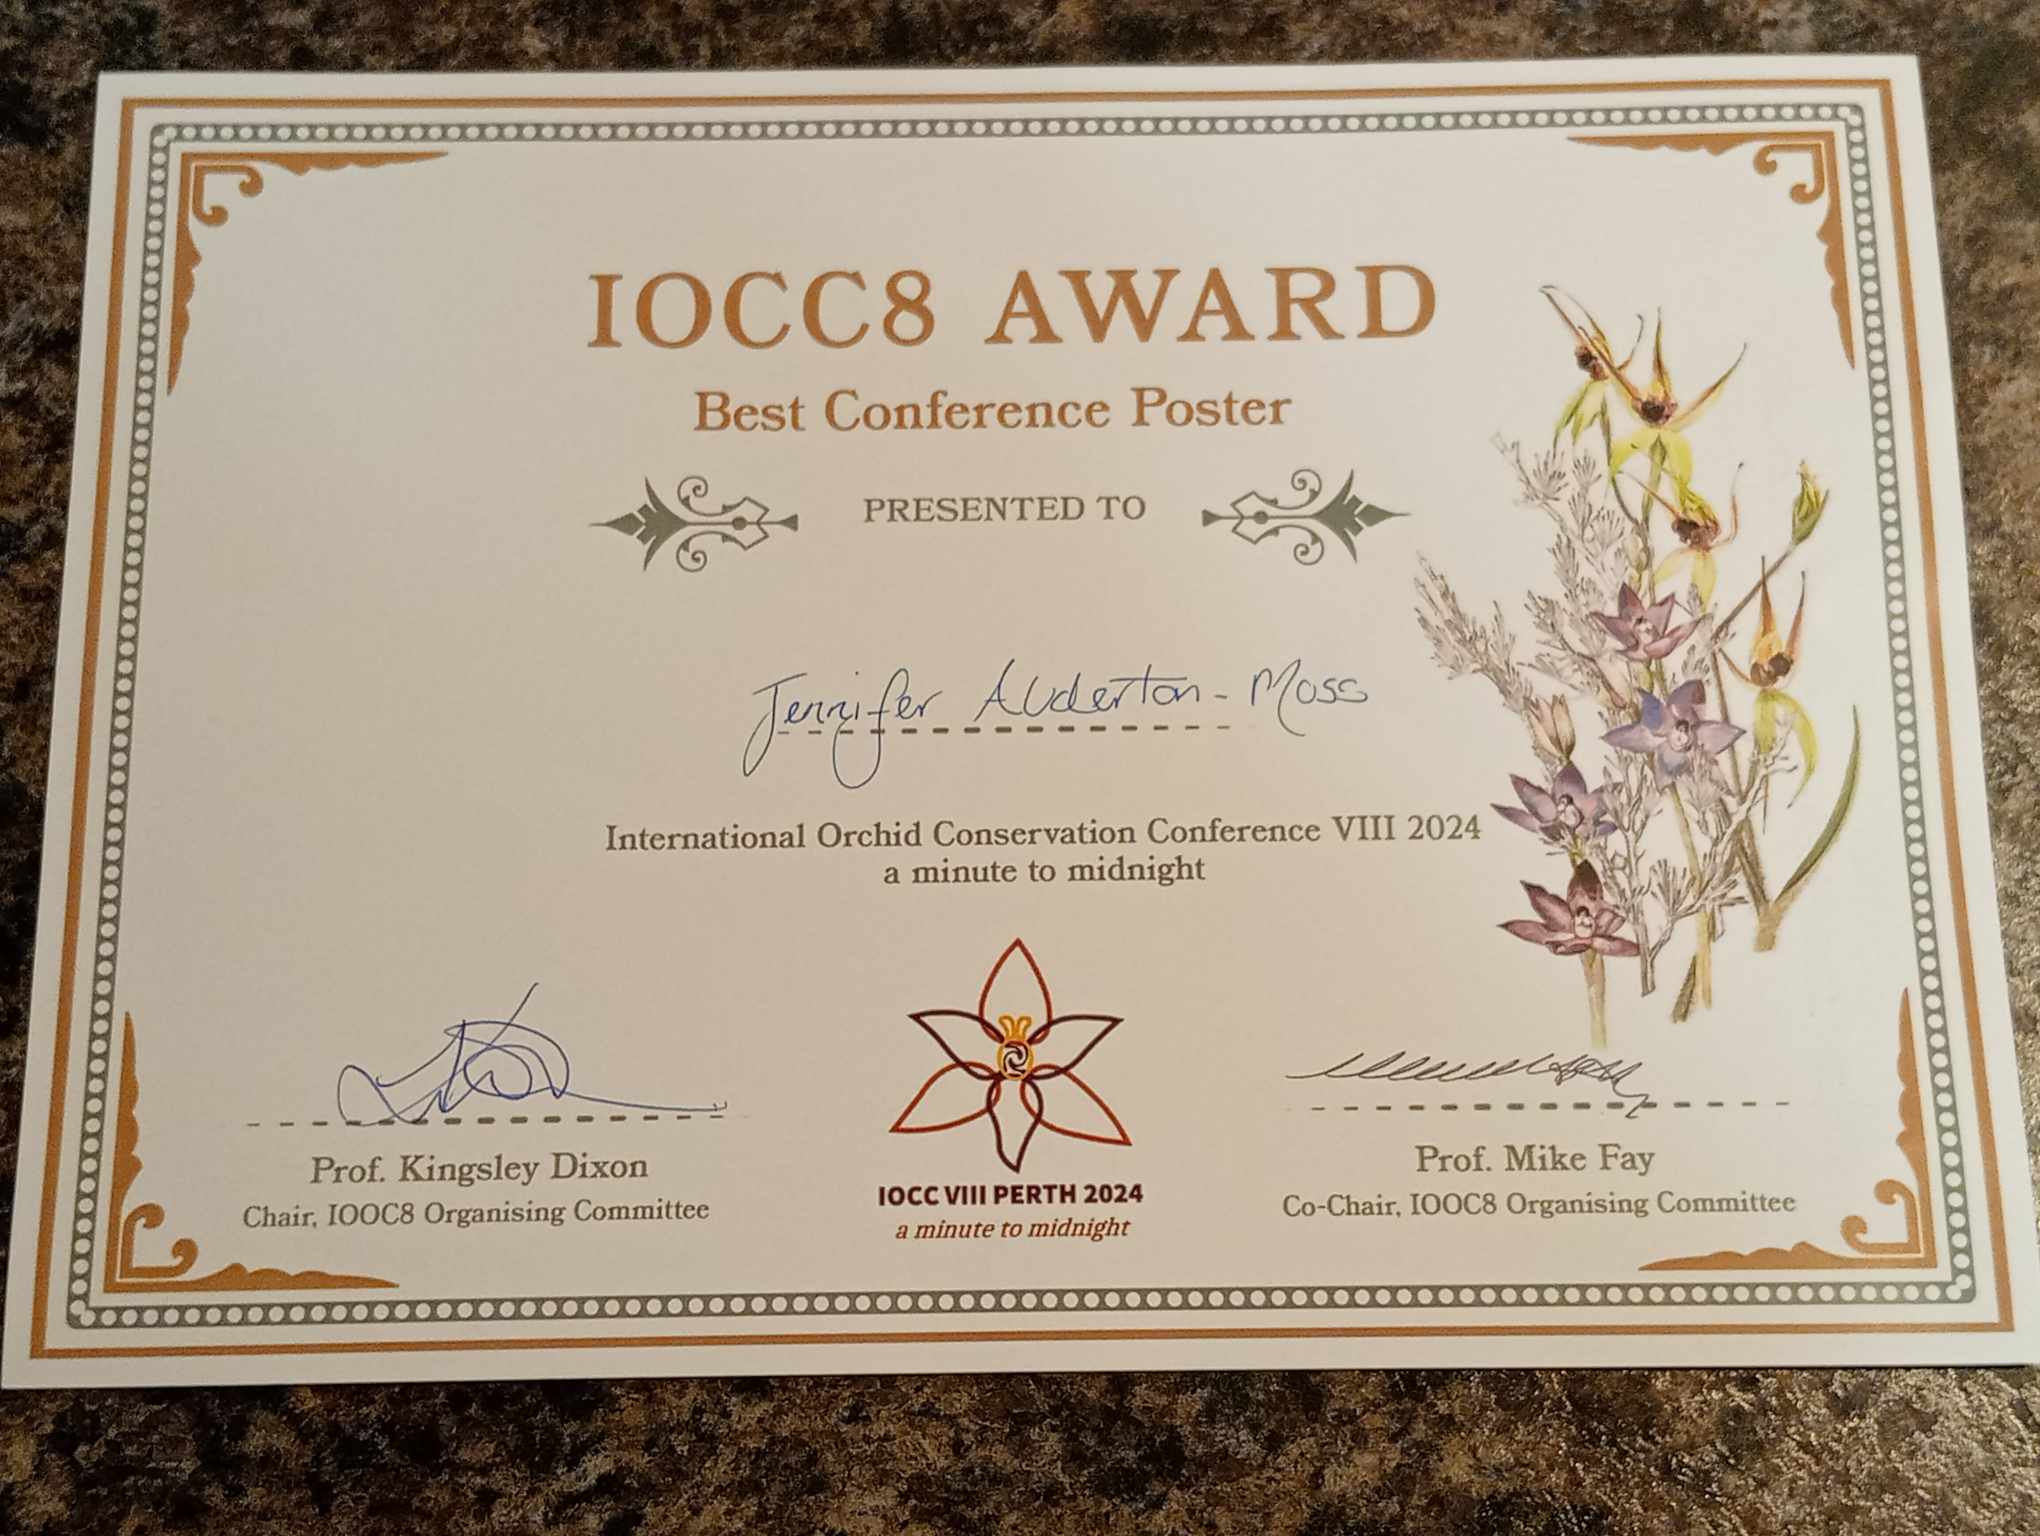 IOCC8 AWARD
Best Conference Poster
PRESENTED TO
Jennifer Auderton-Moss
International Orchid Conservation Conference VIII 2024
a minute to midnight
Prof. Kingsley Dixon
Chair, IOOC8 Organising Committee
IOCC VIII PERTH 2024
a minute to midnight
Prof. Mike Fay
Co-Chair, IOOC8 Organising Committee